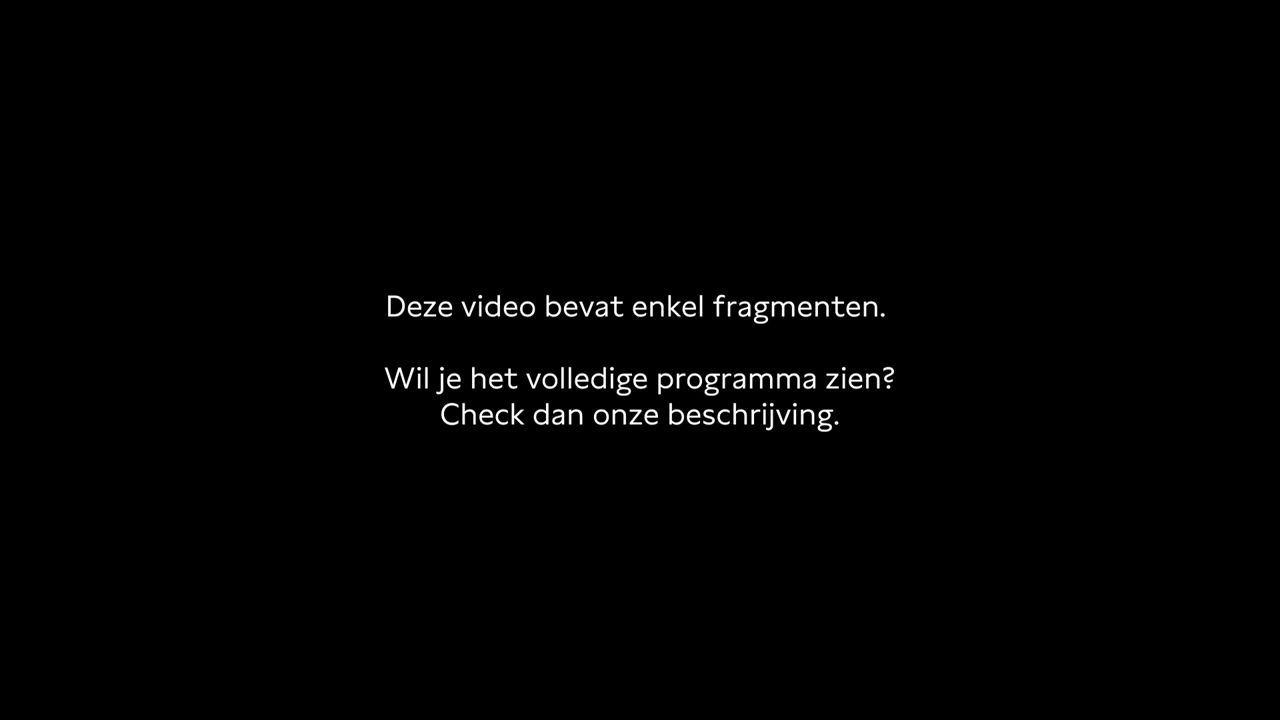 Deze video bevat enkel fragmenten.
Wil je het volledige programma zien?
Check dan onze beschrijving.